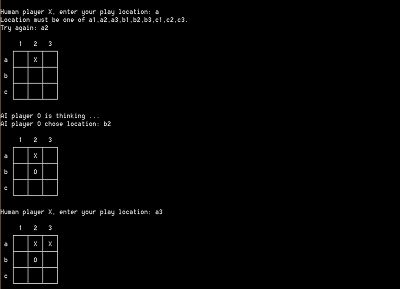 Human player X, enter your play location: a
Location must be one of a1,a2,a3,b1,b2,b3,c1,c2,c3.
Try again: a2
1 2 3
a X
b
c
AI player O is thinking ...
AI player O chose location: b2
1 2 3
a X
b O
c
Human player X, enter your play location: a3
1 2 3
a X X
b O
c